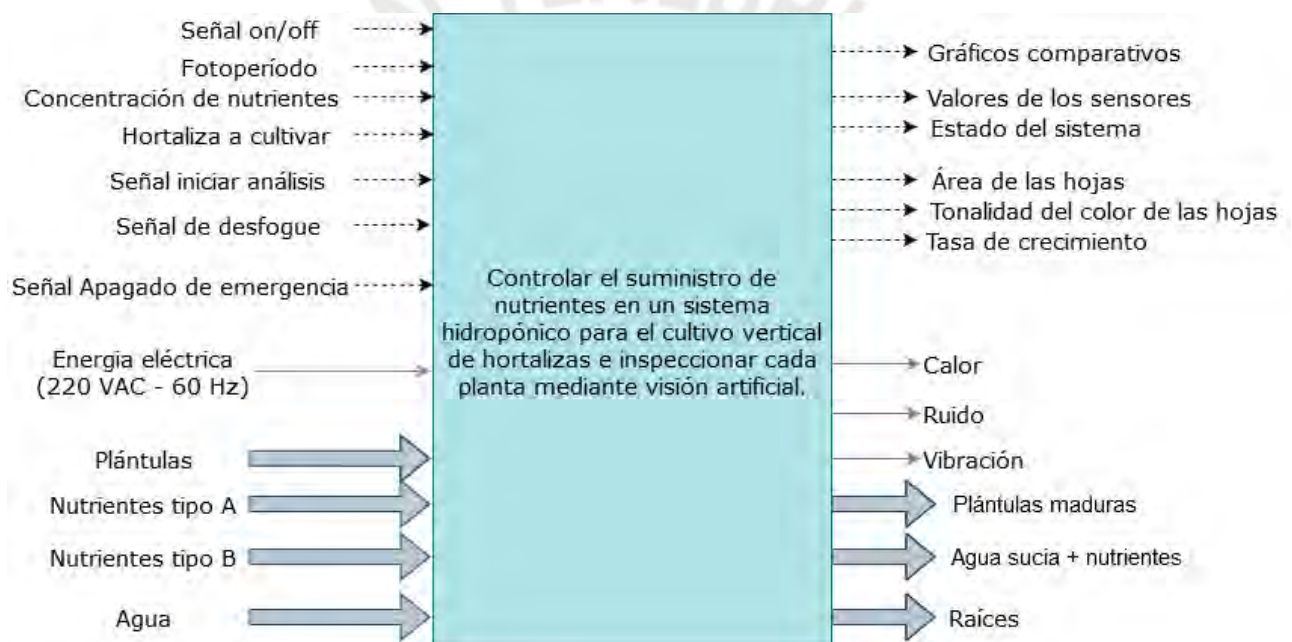 Señal on/off
Fotoperíodo
Concentración de nutrientes
Hortaliza a cultivar
Señal iniciar análisis
Señal de desfogue
Señal Apagado de emergencia
Energia eléctrica
(220 VAC - 60 Hz)
Plántulas
Nutrientes tipo A
Nutrientes tipo B
Agua
Controlar el suministro de
nutrientes en un sistema
hidropónico para el cultivo vertical
de hortalizas e inspeccionar cada
planta mediante visión artificial.
Gráficos comparativos
Valores de los sensores
Estado del sistema
Área de las hojas
Tonalidad del color de las hojas
Tasa de crecimiento
Calor
Ruido
Vibración
Plántulas maduras
Agua sucia + nutrientes
Raíces